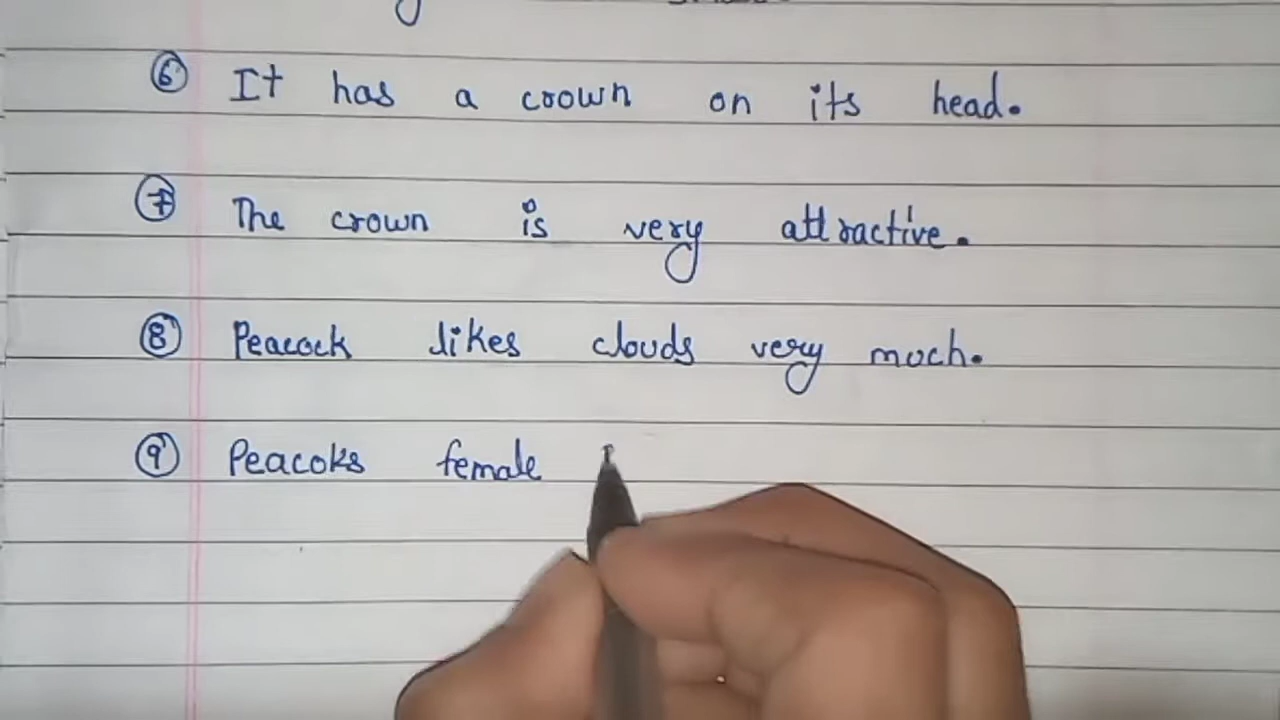 6 It has a crown on its head.
7 The crown is very attractive.
8 Peacock likes clouds very much.
9 Peacoks female